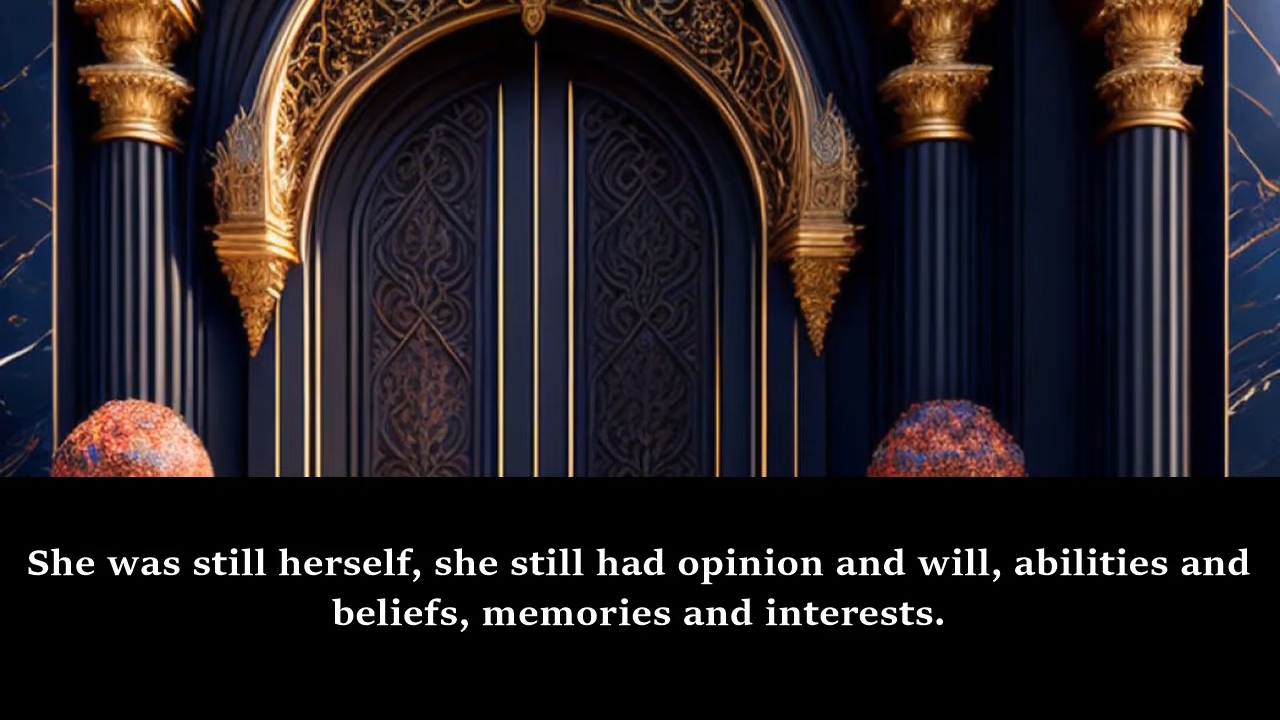 She was still herself, she still had opinion and will, abilities and
beliefs, memories and interests.